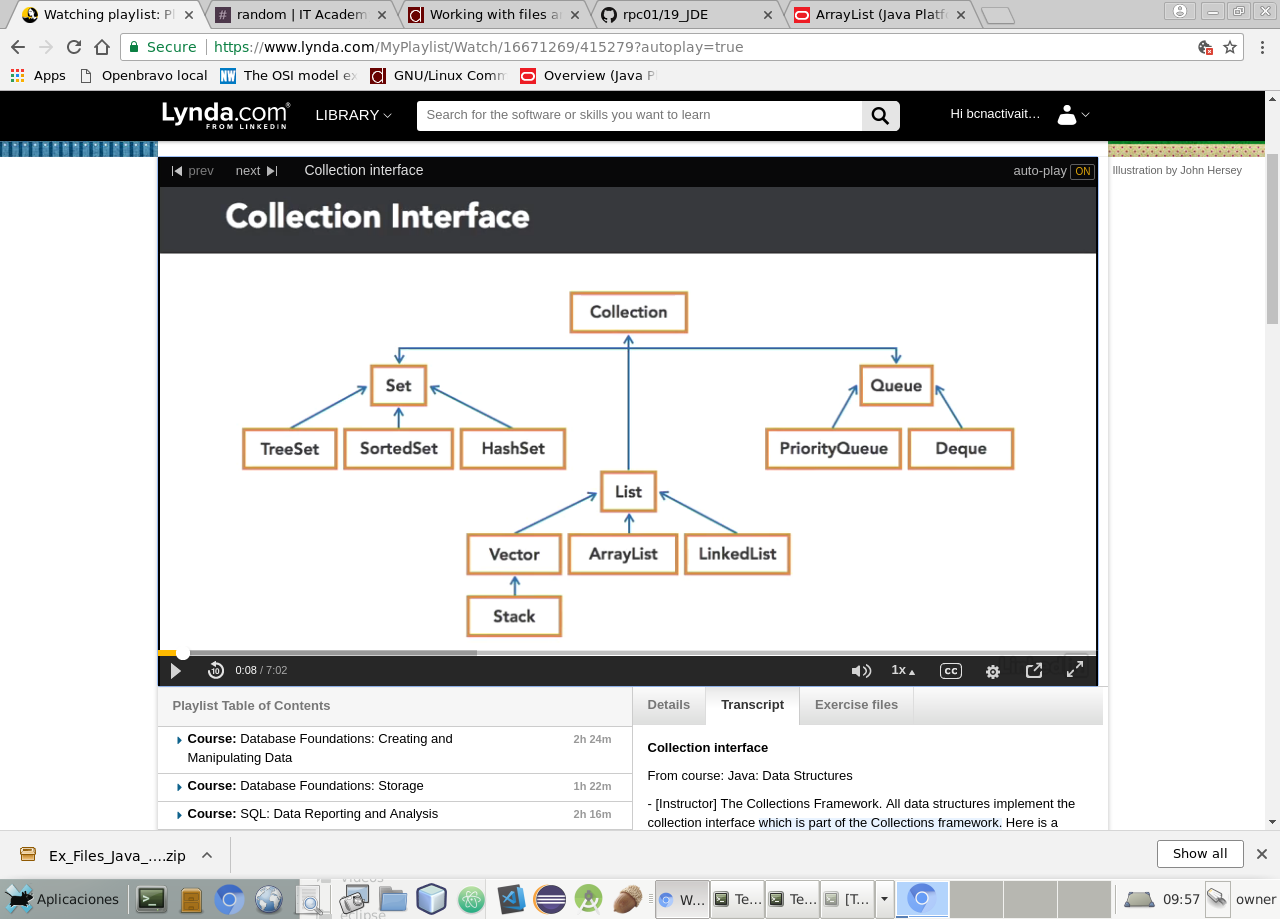 Watching playlist: Pl
random | IT Academ
Working with files a
rpc01/19_JDE
ArrayList (Java Platf
Secure
https://www.lynda.com/MyPlaylist/Watch/16671269/415279?autoplay=true
Apps
Openbravo local
NW
The OSI model ex
GNU/Linux Comm
Overview (Java Pl
Lynda.com
FROM LINKEDIN
LIBRARY
Search for the software or skills you want to learn
Hi bcnactivait...
prev
next
Collection interface
auto-play ON
Illustration by John Hersey
Collection Interface
Collection
Set
Queue
TreeSet
SortedSet
HashSet
PriorityQueue
Deque
List
Vector
ArrayList
LinkedList
Stack
10
0:08 / 7:02
1x
cc
Playlist Table of Contents
Course: Database Foundations: Creating and
Manipulating Data
2h 24m
Course: Database Foundations: Storage
1h 22m
Course: SQL: Data Reporting and Analysis
2h 16m
Details
Transcript
Exercise files
Collection interface
From course: Java: Data Structures
- [Instructor] The Collections Framework. All data structures implement the
collection interface which is part of the Collections framework. Here is a
Ex_Files_Java_....zip
Show all
Aplicaciones
Videos
eclipse
W...
Te...
Te...
[T...
09:57
owner